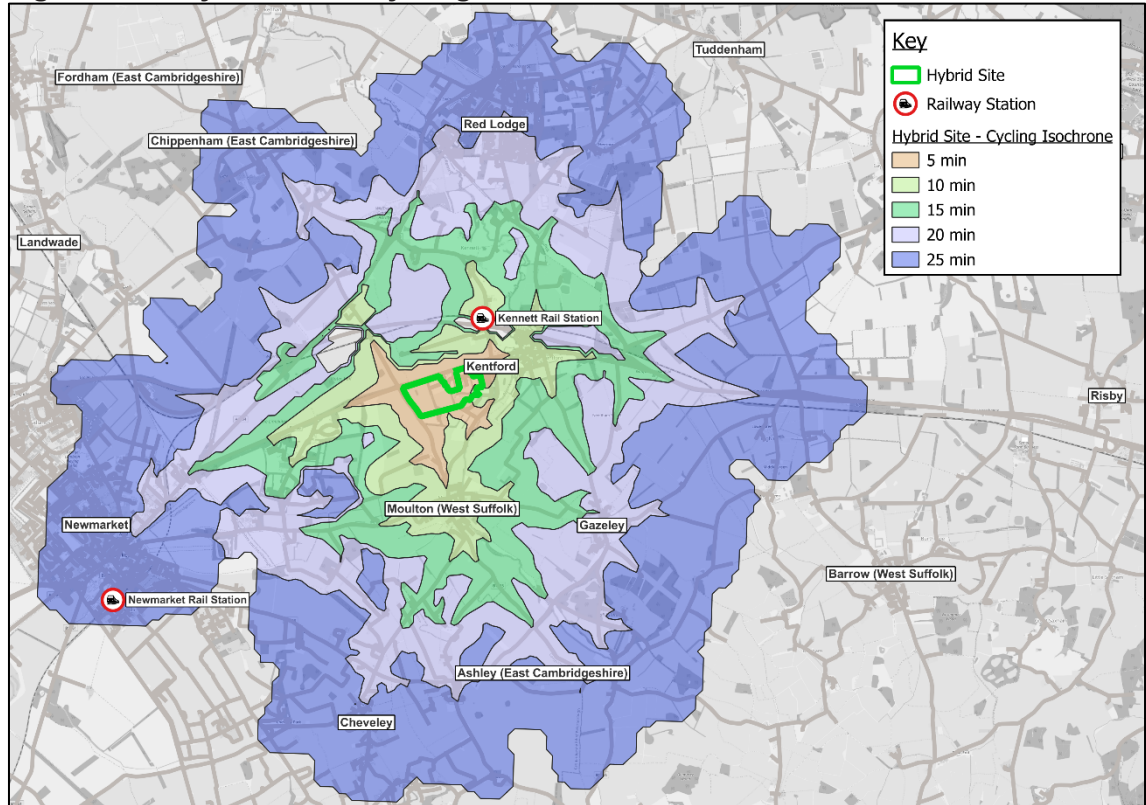 Tuddenham
Key
Hybrid Site
Railway Station
Hybrid Site - Cycling Isochrone
5 min
10 min
15 min
20 min
25 min
Fordham (East Cambridgeshire)
Red Lodge
Chippenham (East Cambridgeshire)
Landwade
Kennett Rail Station
Kentford
Risby
Moulton (West Suffolk)
Newmarket
Gazeley
Barrow (West Suffolk)
Newmarket Rail Station
Ashley (East Cambridgeshire)
Cheveley